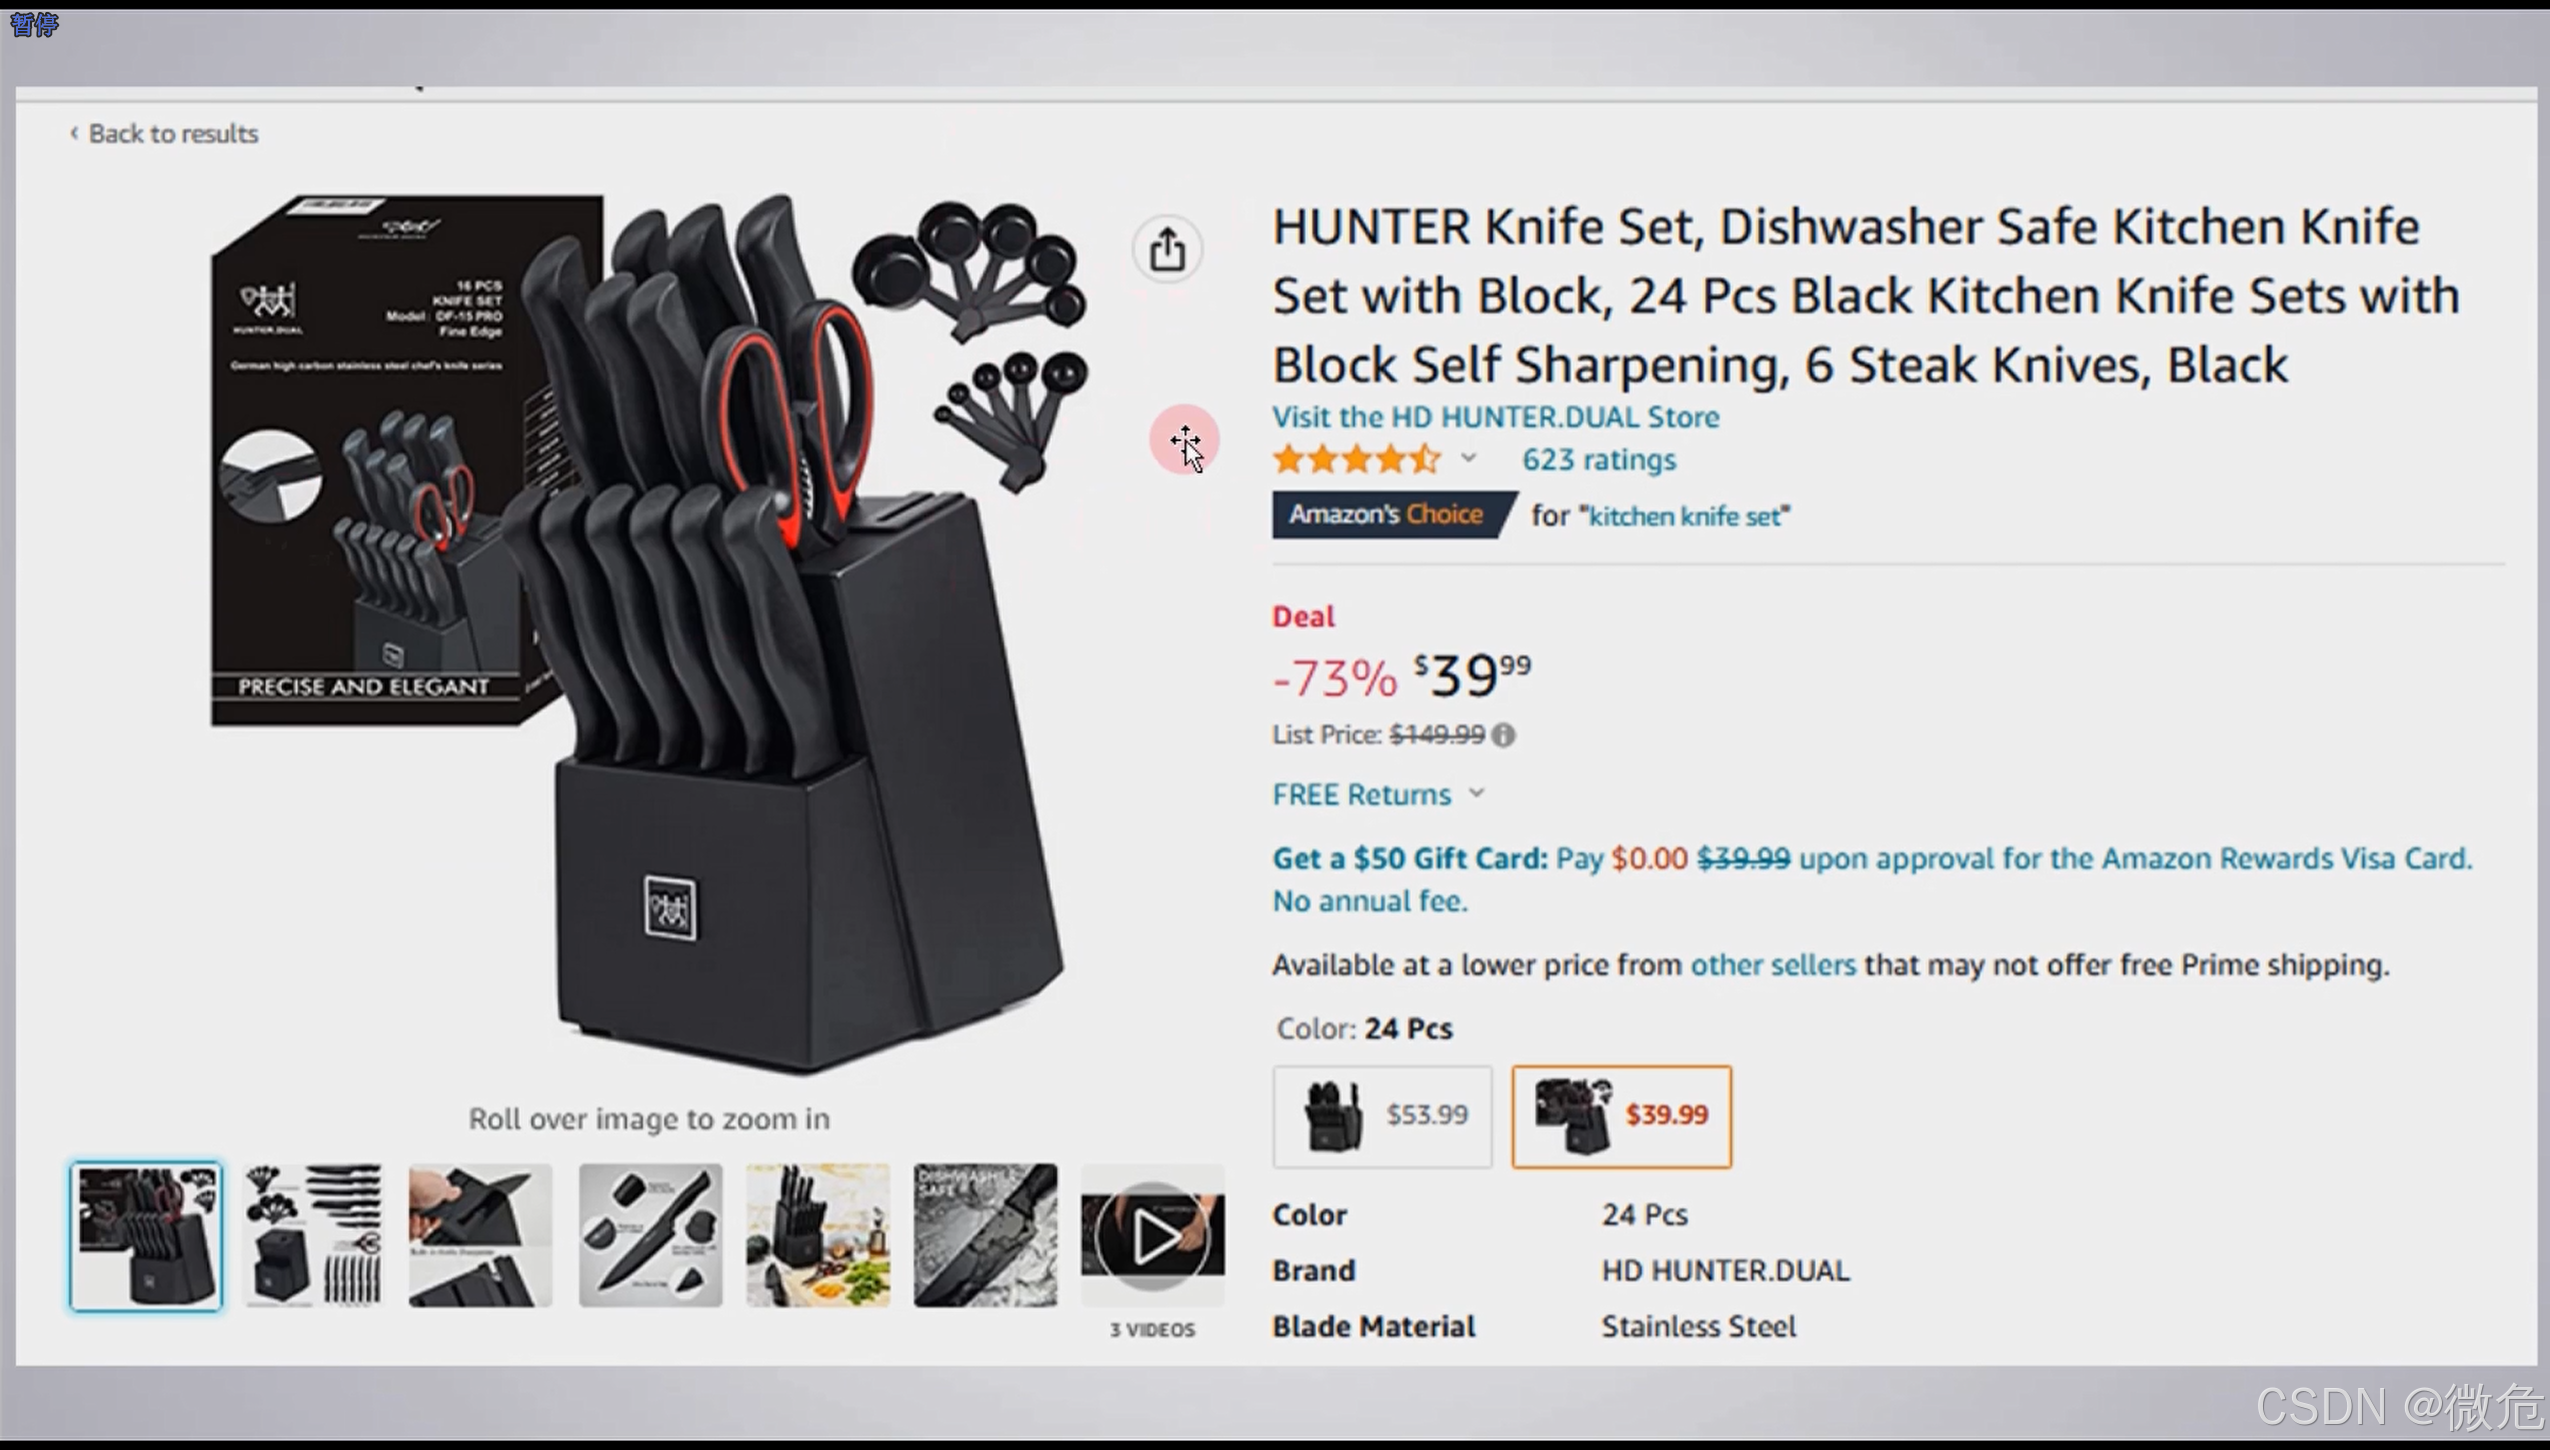 暂停
‹ Back to results
HUNTER.DUAL
16 PCS
KNIFE SET
Model : DF-15 PRO
Fine Edge
German high carbon stainless steel chef's knife series
PRECISE AND ELEGANT
Roll over image to zoom in
DISHWASHER
SAFE
3 VIDEOS
HUNTER Knife Set, Dishwasher Safe Kitchen Knife
Set with Block, 24 Pcs Black Kitchen Knife Sets with
Block Self Sharpening, 6 Steak Knives, Black
Visit the HD HUNTER.DUAL Store
623 ratings
Amazon's Choice for "kitchen knife set"
Deal
-73% $3999
List Price: $149.99
FREE Returns
Get a $50 Gift Card: Pay $0.00 $39.99 upon approval for the Amazon Rewards Visa Card.
No annual fee.
Available at a lower price from other sellers that may not offer free Prime shipping.
Color: 24 Pcs
$53.99 $39.99
Color 24 Pcs
Brand HD HUNTER.DUAL
Blade Material Stainless Steel
CSDN @微危